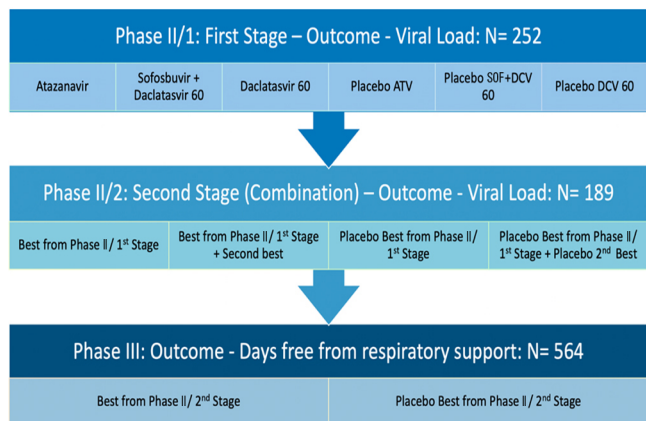 Phase II/1: First Stage – Outcome - Viral Load: N= 252
Atazanavir
Sofosbuvir +
Daclatasvir 60
Daclatasvir 60
Placebo ATV
Placebo SOF+DCV
60
Placebo DCV 60
Phase II/2: Second Stage (Combination) – Outcome - Viral Load: N= 189
Best from Phase II/ 1st Stage
Best from Phase II/ 1st Stage
+ Second best
Placebo Best from Phase II/
1st Stage
Placebo Best from Phase II/
1st Stage + Placebo 2nd Best
Phase III: Outcome - Days free from respiratory support: N= 564
Best from Phase II/ 2nd Stage
Placebo Best from Phase II/ 2nd Stage